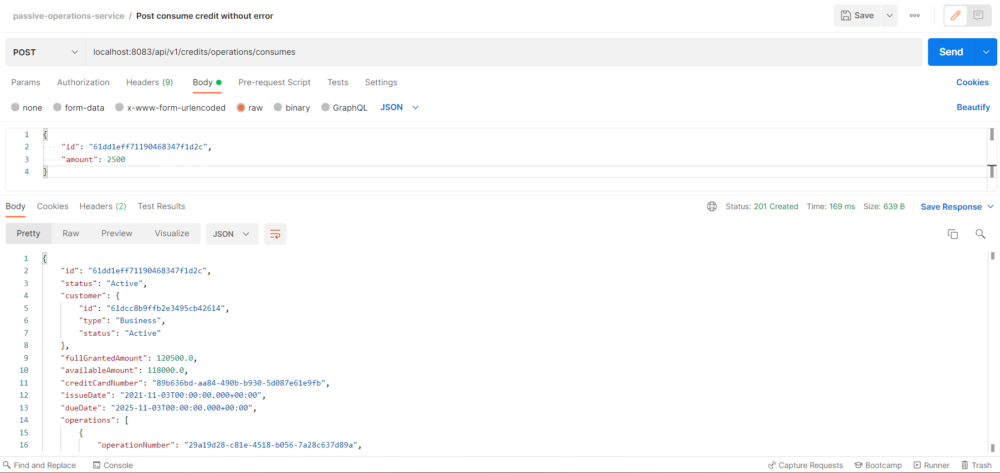 passive-operations-service / Post consume credit without error Save
POST localhost:8083/api/v1/credits/operations/consumes Send
Params Authorization Headers (9) Body Pre-request Script Tests Settings Cookies
none form-data x-www-form-urlencoded raw binary GraphQL JSON Beautify
1 {
2 "id": "61dd1eff71190468347f1d2c",
3 "amount": 2500
4 }
Body Cookies Headers (2) Test Results Status: 201 Created Time: 169 ms Size: 639 B Save Response
Pretty Raw Preview Visualize JSON
1 {
2 "id": "61dd1eff71190468347f1d2c",
3 "status": "Active",
4 "customer": {
5 "id": "61dcc8b9ffb2e3495cb42614",
6 "type": "Business",
7 "status": "Active"
8 },
9 "fullGrantedAmount": 120500.0,
10 "availableAmount": 118000.0,
11 "creditCardNumber": "89b636bd-aa84-490b-b930-5d087e61e9fb",
12 "issueDate": "2021-11-03T00:00:00.000+00:00",
13 "dueDate": "2025-11-03T00:00:00.000+00:00",
14 "operations": [
15 {
16 "operationNumber": "29a19d28-c81e-4518-b056-7a28c637d89a",
Find and Replace Console Capture Requests Bootcamp Runner Trash